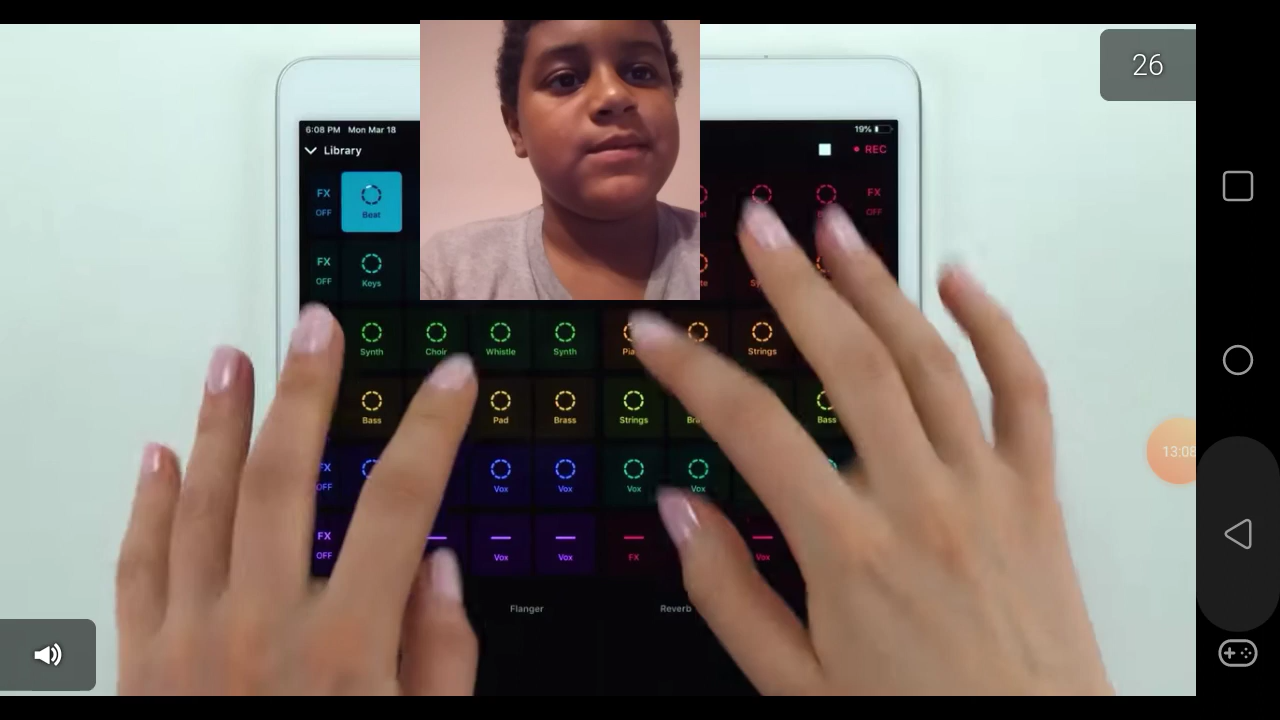 26
6:08 PM Mon Mar 18
19%
Library
REC
FX
OFF
Beat
FX
OFF
FX
OFF
Keys
Synth
Choir
Whistle
Synth
Strings
Bass
Pad
Brass
Strings
Bass
FX
OFF
Vox
Vox
Vox
Vox
FX
OFF
Vox
Vox
FX
Vox
Flanger
Reverb
13:08